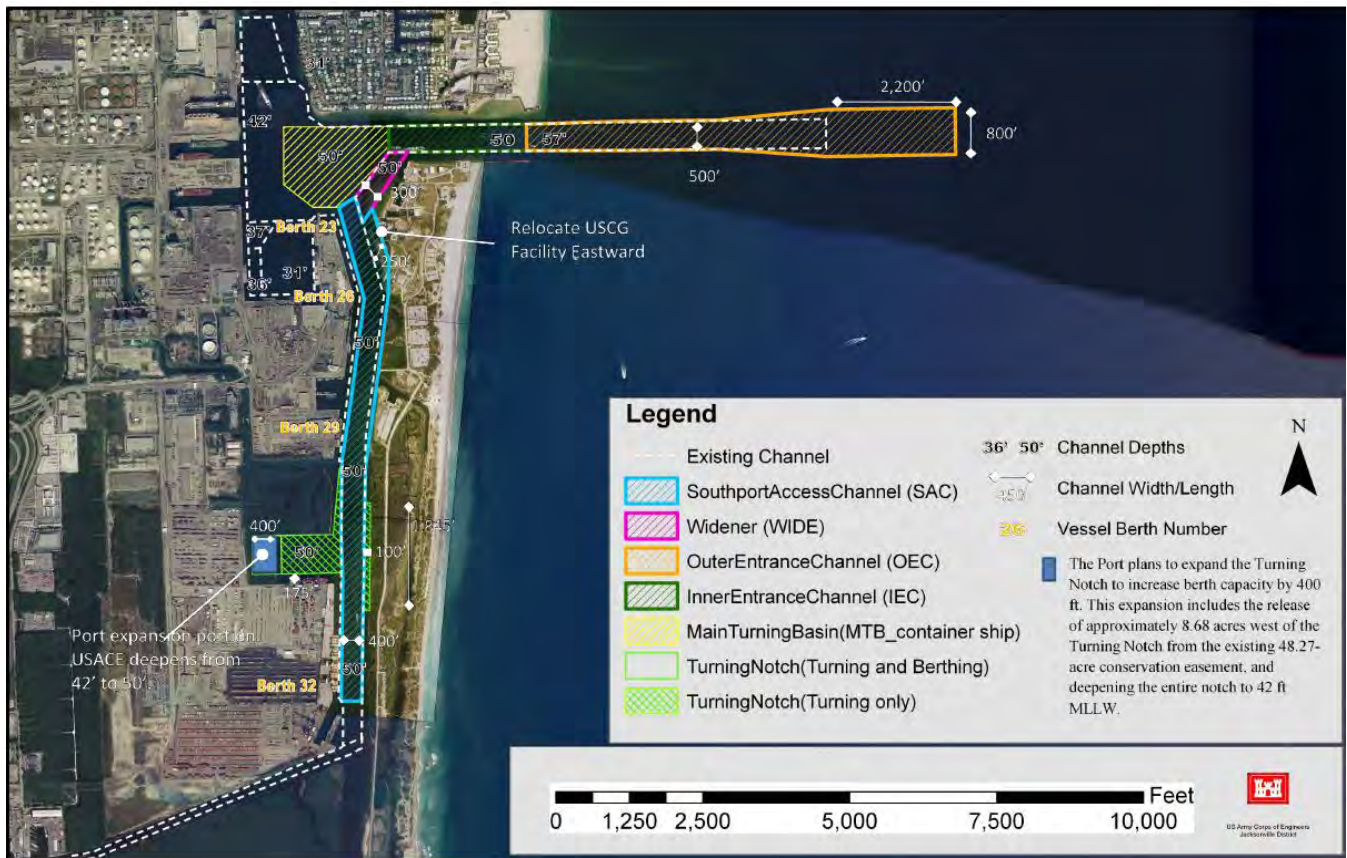 31'
42'
2,200'
50'
50
57'
800'
50'
500'
300'
Berth 23
37'
Relocate USCG
Facility Eastward
250'
31'
36'
Berth 26
50'
Legend
Existing Channel
SouthportAccessChannel (SAC)
Widener (WIDE)
OuterEntranceChannel (OEC)
InnerEntranceChannel (IEC)
MainTurningBasin(MTB_container ship)
TurningNotch(Turning and Berthing)
TurningNotch(Turning only)
36' 50' Channel Depths
450' Channel Width/Length
26 Vessel Berth Number
N
The Port plans to expand the Turning
Notch to increase berth capacity by 400
ft. This expansion includes the release
of approximately 8.68 acres west of the
Turning Notch from the existing 48.27-
acre conservation easement, and
deepening the entire notch to 42 ft
MLLW.
Berth 29
50'
1,845'
400'
50'
100'
175'
Port expansion portion
USACE deepens from
42' to 50'
400'
50'
Berth 32
Feet
0 1,250 2,500 5,000 7,500 10,000
US Army Corps of Engineers
Jacksonville District